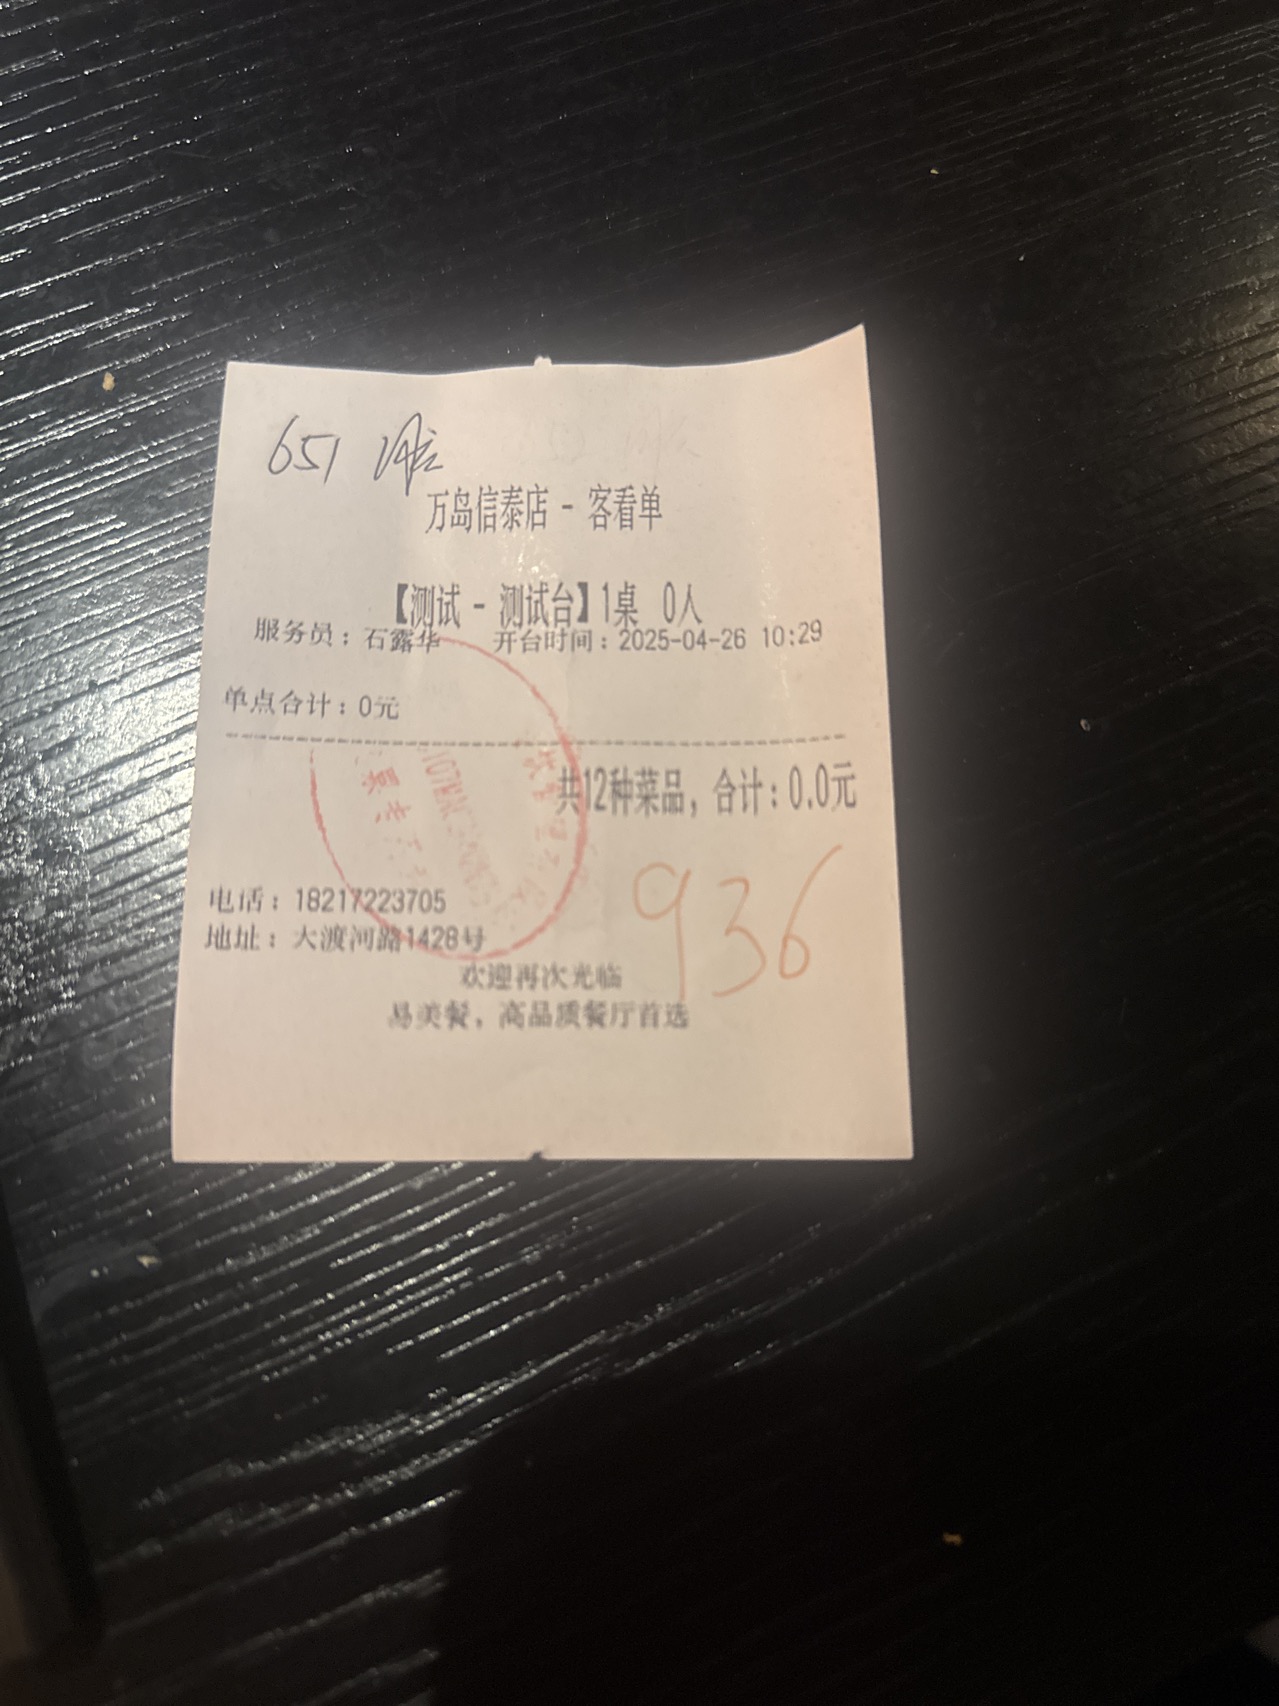 651
万岛信泰店 - 客看单
【测试 - 测试台】1桌 0人
服务员：石露华 开台时间：2025-04-26 10:29
单点合计：0元
共12种菜品，合计：0.0元
936
电话：18217223705
地址：大渡河路1428号
欢迎再次光临
易美餐，高品质餐厅首选